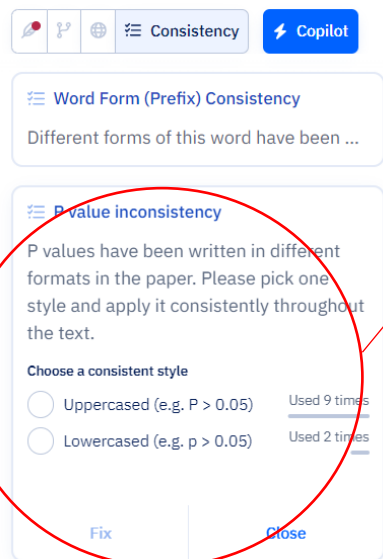 Consistency Copilot
Word Form (Prefix) Consistency
Different forms of this word have been ...
P value inconsistency
P values have been written in different
formats in the paper. Please pick one
style and apply it consistently throughout
the text.
Choose a consistent style
Uppercased (e.g. P > 0.05) Used 9 times
Lowercased (e.g. p > 0.05) Used 2 times
Fix Close